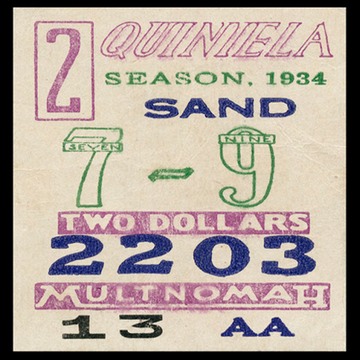 2 QUINIELA
SEASON, 1934
SAND
7 - 9
SEVEN NINE
TWO DOLLARS
2203
MULTNOMAH
13 AA